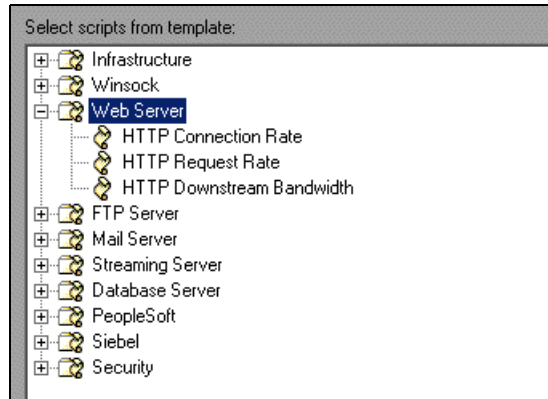 Select scripts from template:
Infrastructure
Winsock
Web Server
HTTP Connection Rate
HTTP Request Rate
HTTP Downstream Bandwidth
FTP Server
Mail Server
Streaming Server
Database Server
PeopleSoft
Siebel
Security